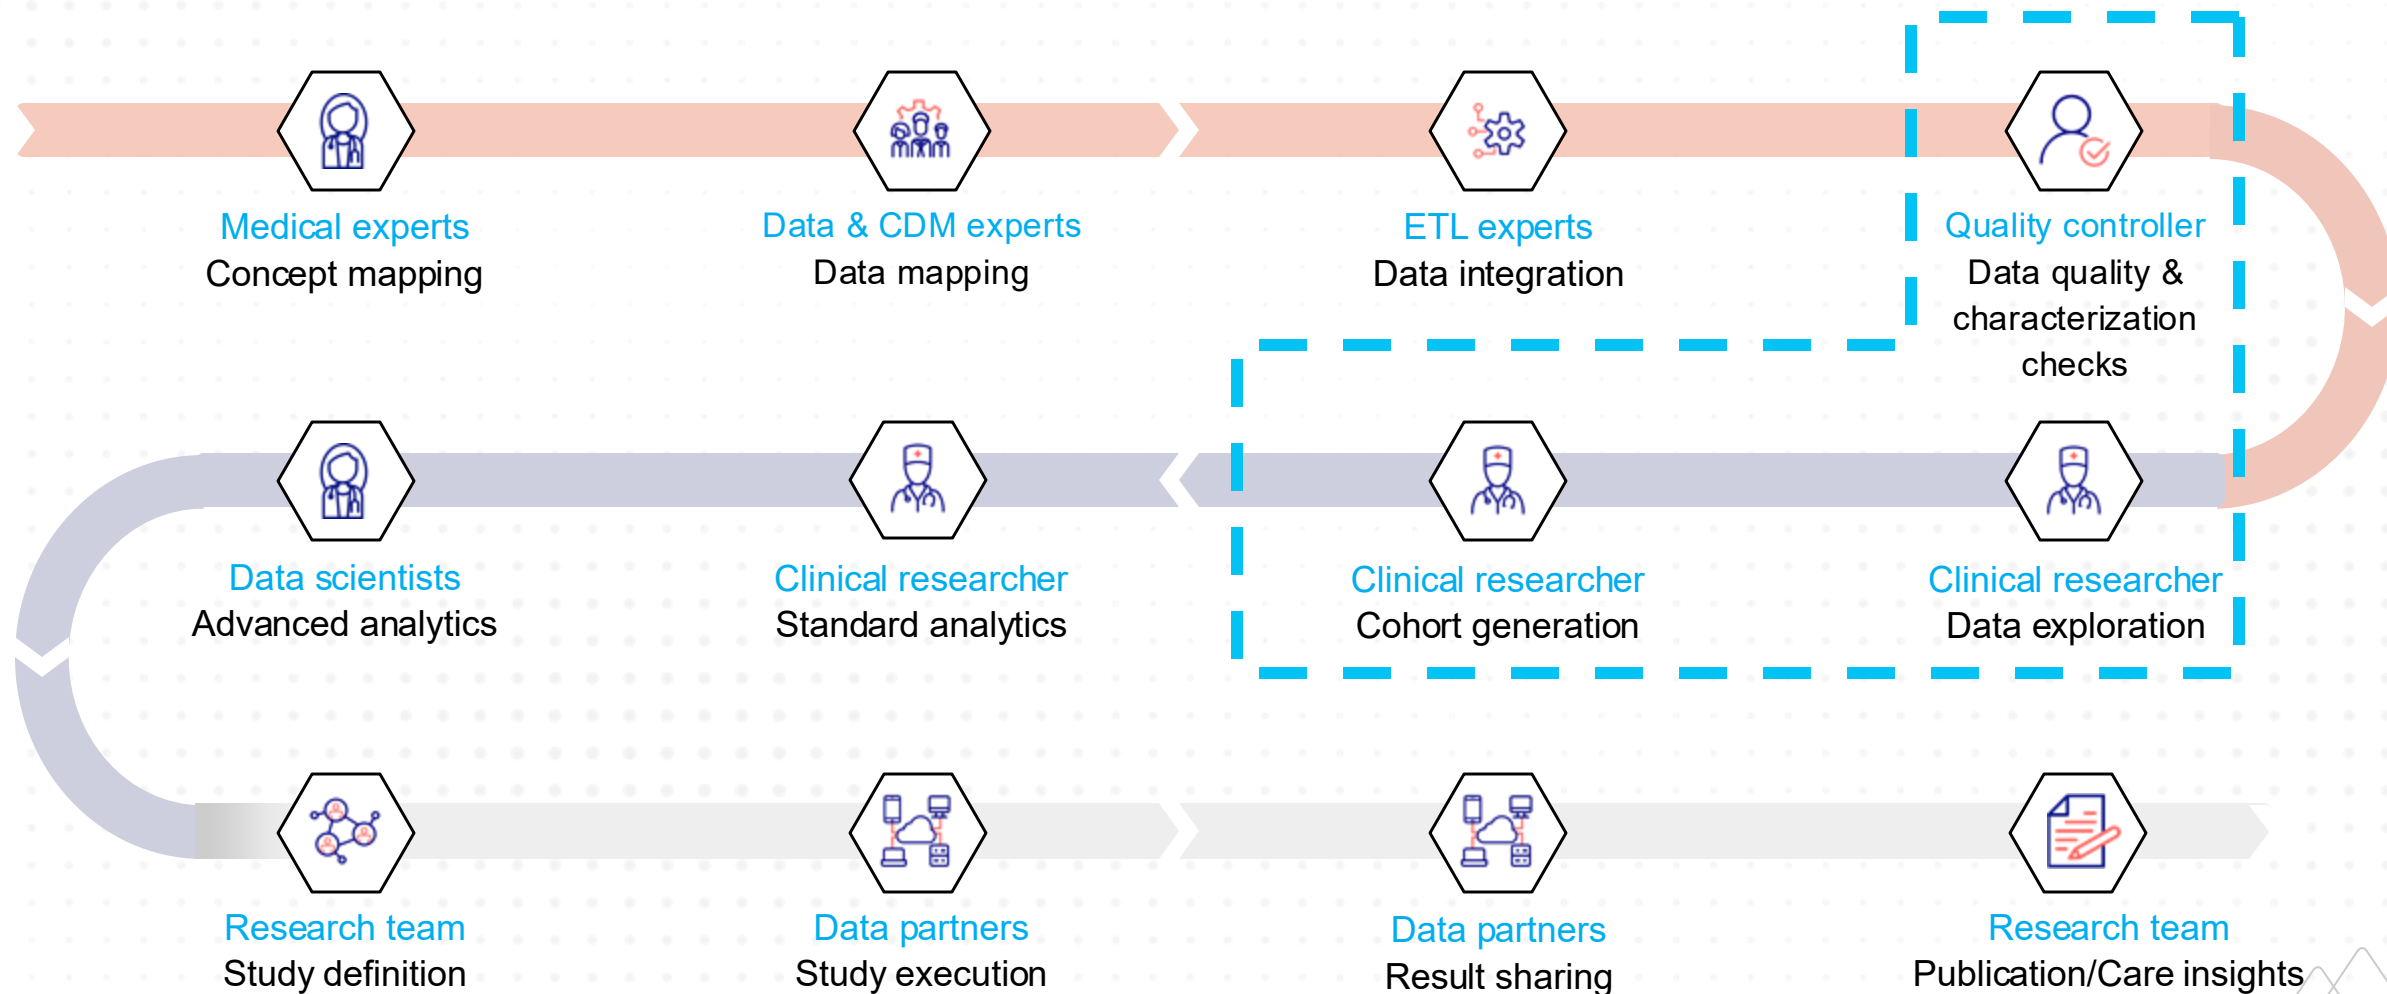 Medical experts
Concept mapping
Data & CDM experts
Data mapping
ETL experts
Data integration
Quality controller
Data quality &
characterization
checks
Data scientists
Advanced analytics
Clinical researcher
Standard analytics
Clinical researcher
Cohort generation
Clinical researcher
Data exploration
Research team
Study definition
Data partners
Study execution
Data partners
Result sharing
Research team
Publication/Care insights